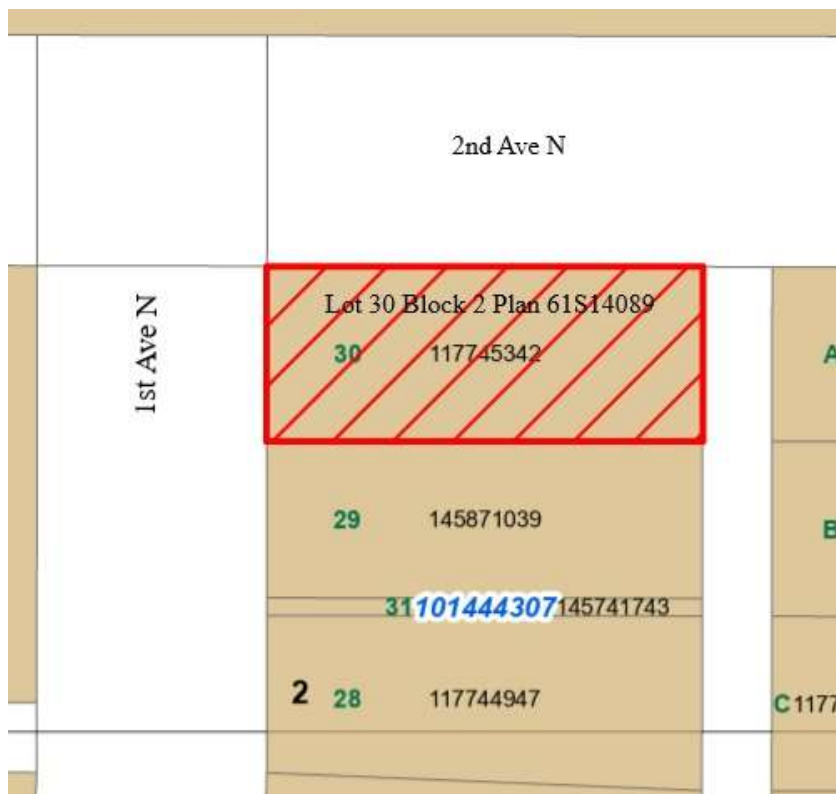 2nd Ave N
1st Ave N
Lot 30 Block 2 Plan 61S14089
30 117745342
A
29 145871039
B
31 101444307 145741743
2 28 117744947
C 1177